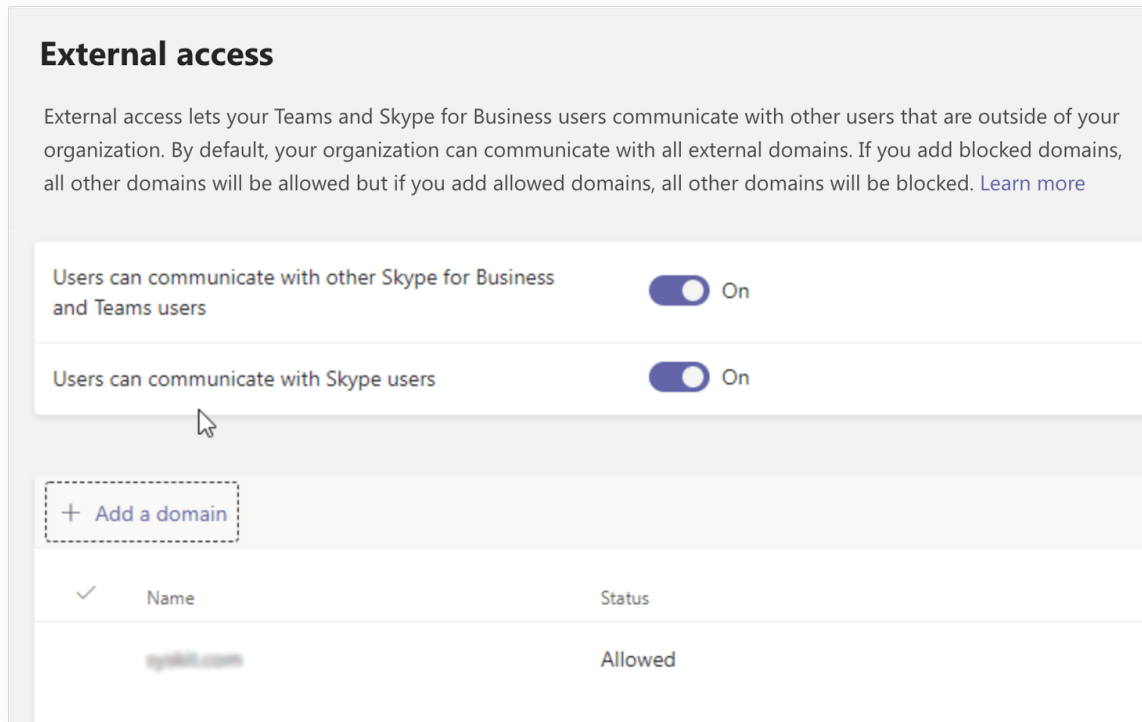 External access
External access lets your Teams and Skype for Business users communicate with other users that are outside of your
organization. By default, your organization can communicate with all external domains. If you add blocked domains,
all other domains will be allowed but if you add allowed domains, all other domains will be blocked. Learn more
Users can communicate with other Skype for Business
and Teams users
On
Users can communicate with Skype users
On
+ Add a domain
Name
Status
Allowed